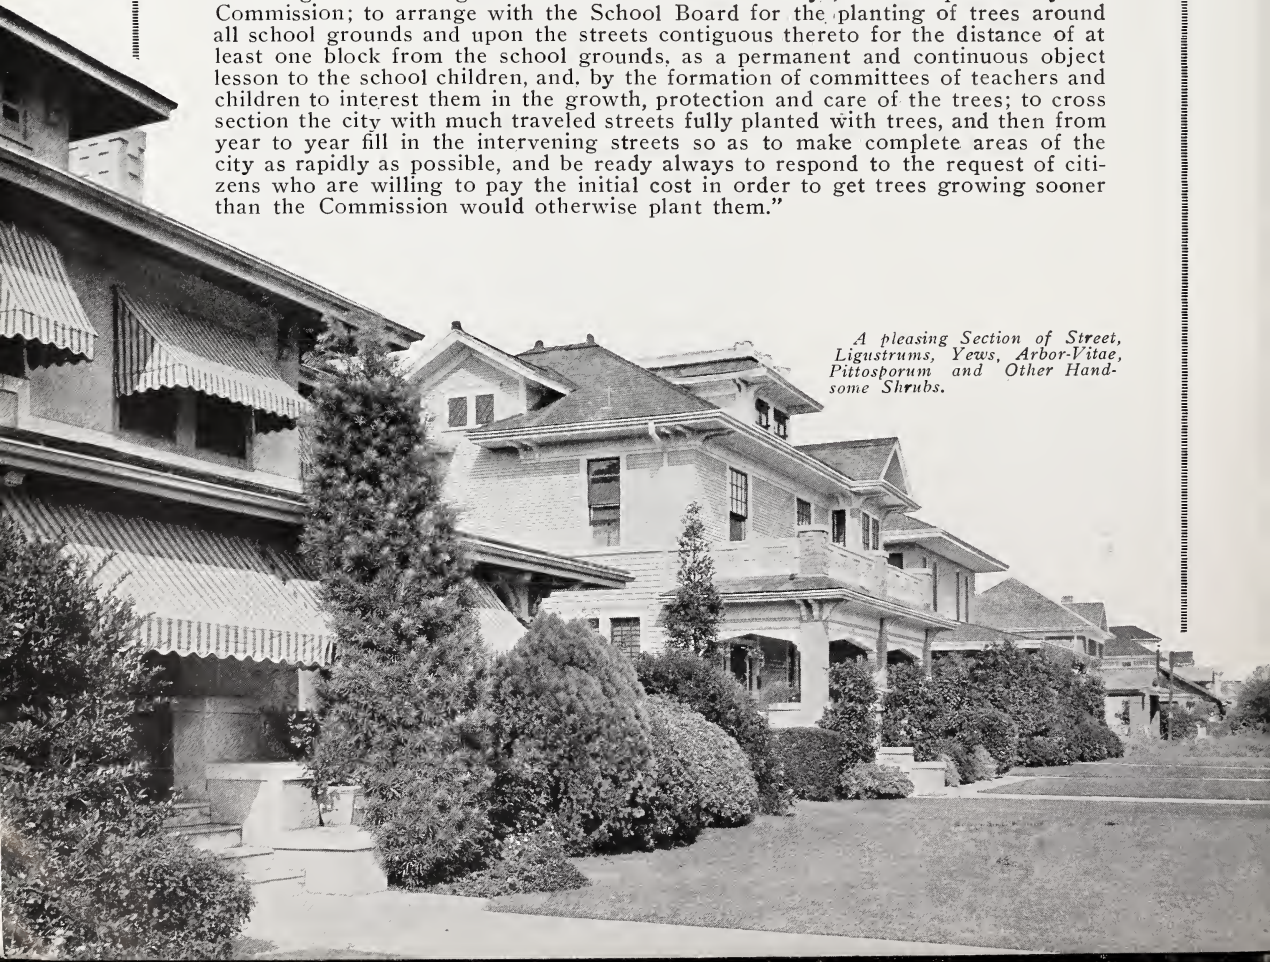 Commission; to arrange with the School Board for the planting of trees around
all school grounds and upon the streets contiguous thereto for the distance of at
least one block from the school grounds, as a permanent and continuous object
lesson to the school children, and, by the formation of committees of teachers and
children to interest them in the growth, protection and care of the trees; to cross
section the city with much traveled streets fully planted with trees, and then from
year to year fill in the intervening streets so as to make complete areas of the
city as rapidly as possible, and be ready always to respond to the request of citi-
zens who are willing to pay the initial cost in order to get trees growing sooner
than the Commission would otherwise plant them.”
A pleasing Section of Street,
Ligustrums, Yews, Arbor-Vitae,
Pittosporum and Other Hand-
some Shrubs.